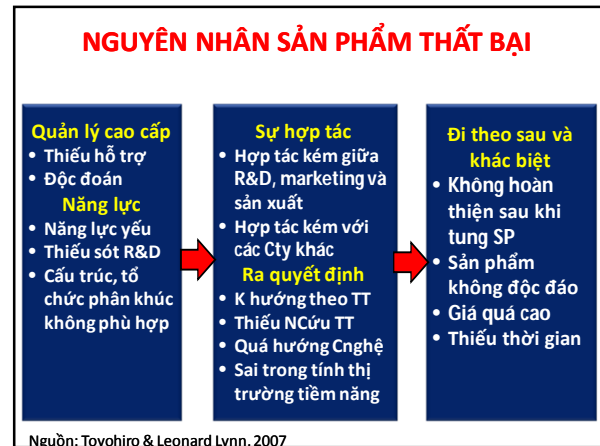 NGUYÊN NHÂN SẢN PHẨM THẤT BẠI
Quản lý cao cấp
• Thiếu hỗ trợ
• Độc đoán
Năng lực
• Năng lực yếu
• Thiếu sót R&D
• Cấu trúc, tổ
chức phân khúc
không phù hợp
Sự hợp tác
• Hợp tác kém giữa
R&D, marketing và
sản xuất
• Hợp tác kém với
các Cty khác
Ra quyết định
• K hướng theo TT
• Thiếu NCứu TT
• Quá hướng Cnghệ
• Sai trong tính thị
trường tiềm năng
Đi theo sau và
khác biệt
• Không hoàn
thiện sau khi
tung SP
• Sản phẩm
không độc đáo
• Giá quá cao
• Thiếu thời gian
Nguồn: Toyohiro & Leonard Lynn, 2007